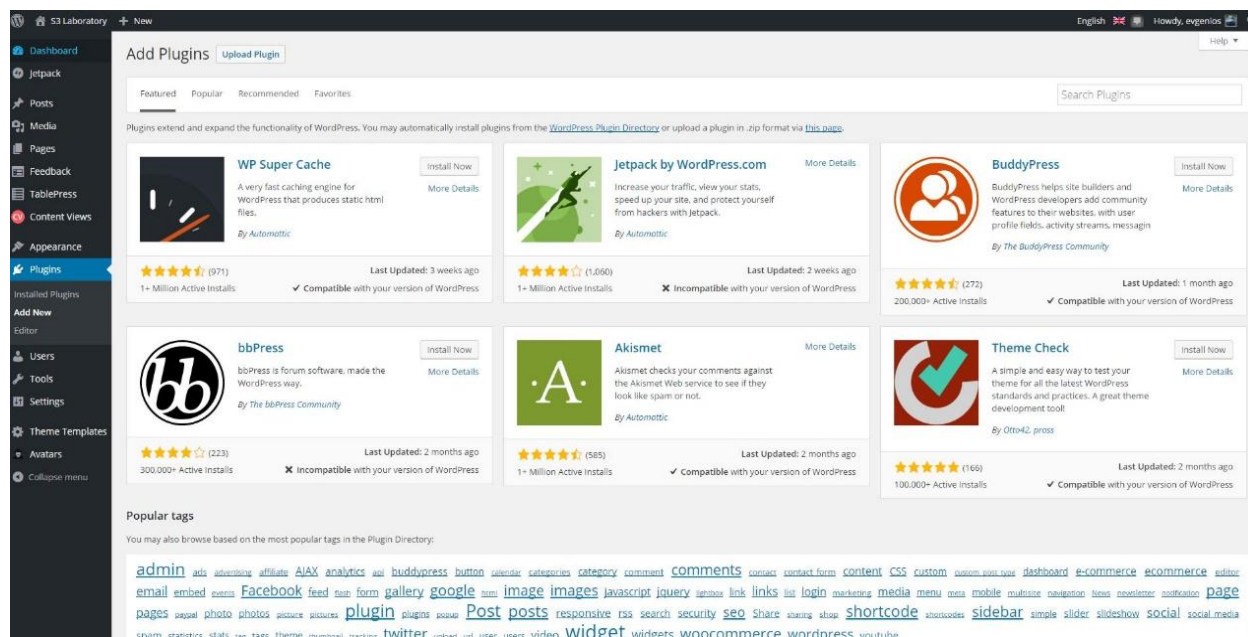 S3 Laboratory + New English Howdy, evgenios
Help
Dashboard
Jetpack
Posts
Media
Pages
Feedback
TablePress
Content Views
Appearance
Plugins
Installed Plugins
Add New
Editor
Users
Tools
Settings
Theme Templates
Avatars
Collapse menu
Add Plugins Upload Plugin
Featured Popular Recommended Favorites Search Plugins
Plugins extend and expand the functionality of WordPress. You may automatically install plugins from the WordPress Plugin Directory or upload a plugin in .zip format via this page.
WP Super Cache
Install Now
More Details
A very fast caching engine for
WordPress that produces static html
files.
By Automattic
(971) Last Updated: 3 weeks ago
1+ Million Active Installs ✔ Compatible with your version of WordPress
Jetpack by WordPress.com
More Details
Increase your traffic, view your stats,
speed up your site, and protect yourself
from hackers with Jetpack.
By Automattic
(1,060) Last Updated: 2 weeks ago
1+ Million Active Installs ✖ Incompatible with your version of WordPress
BuddyPress
Install Now
More Details
BuddyPress helps site builders and
WordPress developers add community
features to their websites, with user
profile fields, activity streams, messagin
By The BuddyPress Community
(272) Last Updated: 1 month ago
200,000+ Active Installs ✔ Compatible with your version of WordPress
bb
bbPress
Install Now
More Details
bbPress is forum software, made the
WordPress way.
By The bbPress Community
(223) Last Updated: 2 months ago
300,000+ Active Installs ✖ Incompatible with your version of WordPress
·A·
Akismet
More Details
Akismet checks your comments against
the Akismet Web service to see if they
look like spam or not.
By Automattic
(585) Last Updated: 2 months ago
1+ Million Active Installs ✔ Compatible with your version of WordPress
Theme Check
Install Now
More Details
A simple and easy way to test your
theme for all the latest WordPress
standards and practices. A great theme
development tool!
By Otto42, pross
(166) Last Updated: 2 months ago
100,000+ Active Installs ✔ Compatible with your version of WordPress
Popular tags
You may also browse based on the most popular tags in the Plugin Directory:
admin ads advertising affiliate AJAX analytics api buddypress button calendar categories category comment comments contact contact form content CSS custom custom post type dashboard e-commerce ecommerce editor
email embed events Facebook feed flash form gallery google html image images javascript jquery lightbox link links list login marketing media menu meta mobile multisite navigation News newsletter notification page
pages paypal photo photos picture pictures plugin plugins popup Post posts responsive rss search security seo Share sharing shop shortcode shortcodes sidebar simple slider slideshow social social media
spam statistics stats tags theme thumbnail tracking twitter upload url user users video widget widgets woocommerce wordpress youtube